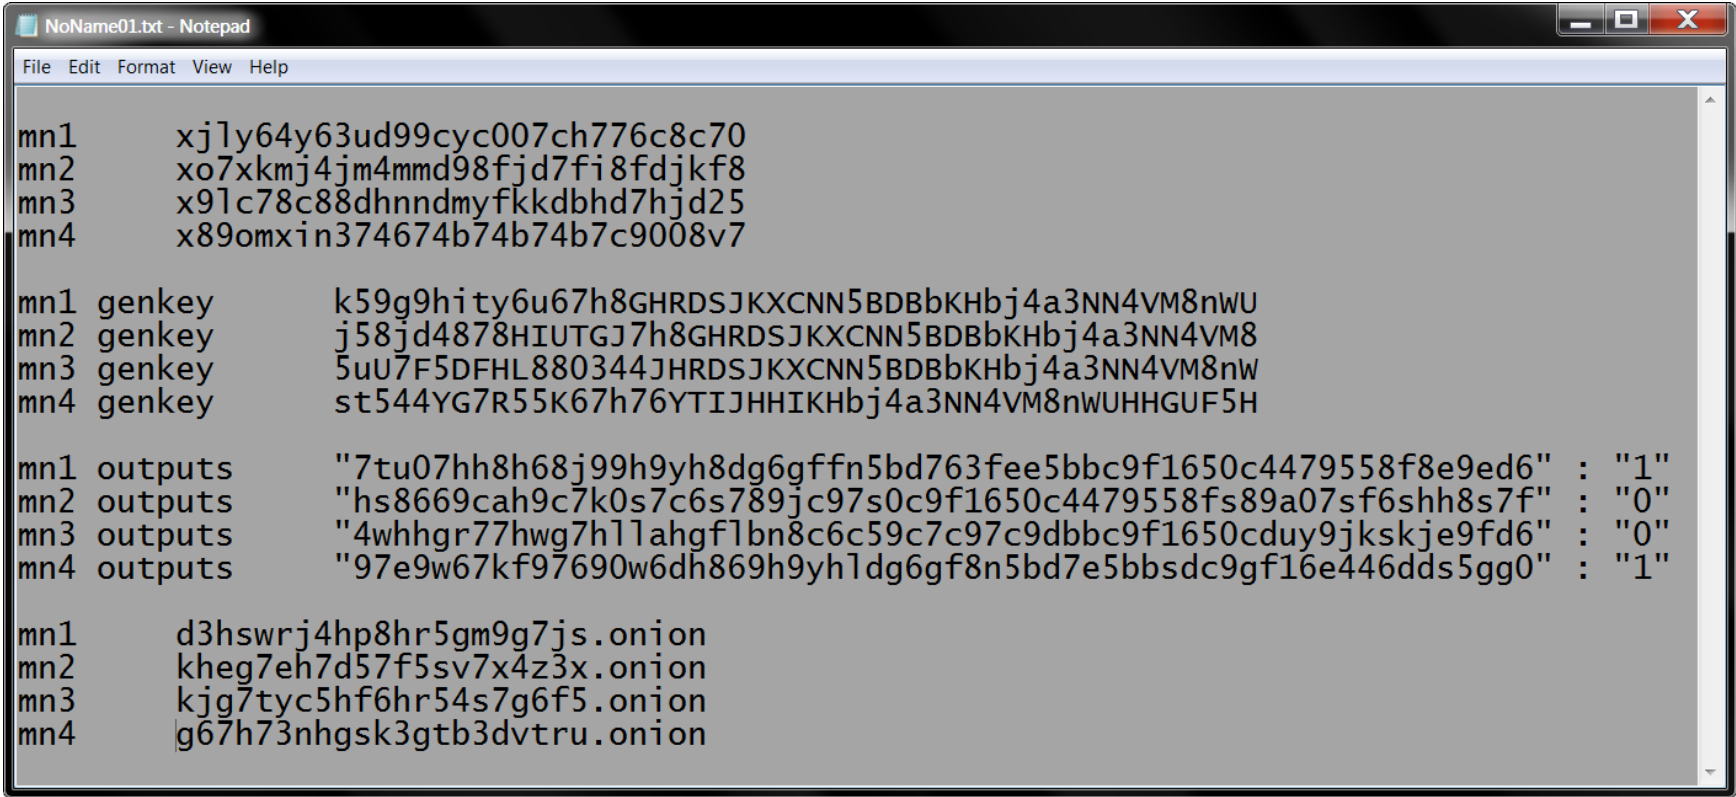 NoName01.txt - Notepad
File Edit Format View Help
mn1 xjly64y63ud99cyc007ch776c8c70
mn2 xo7xkmj4jm4mmd98fjd7fi8fdjkf8
mn3 x9lc78c88dhnndmyfkkdbhd7hjd25
mn4 x89omxin374674b74b74b7c9008v7
mn1 genkey k59g9hity6u67h8GHRDSJKXCNN5BDBbKHbj4a3NN4VM8nWU
mn2 genkey j58jd4878HIUTGJ7h8GHRDSJKXCNN5BDBbKHbj4a3NN4VM8
mn3 genkey 5uU7F5DFHL880344JHRDSJKXCNN5BDBbKHbj4a3NN4VM8nW
mn4 genkey st544YG7R55K67h76YTIJHHIKHbj4a3NN4VM8nWUHHGUF5H
mn1 outputs "7tu07hh8h68j99h9yh8dg6gffn5bd763fee5bbc9f1650c4479558f8e9ed6" : "1"
mn2 outputs "hs8669cah9c7k0s7c6s789jc97s0c9f1650c4479558fs89a07sf6shh8s7f" : "0"
mn3 outputs "4whhgr77hwg7hllahgflbn8c6c59c7c97c9dbbc9f1650cduy9jkskje9fd6" : "0"
mn4 outputs "97e9w67kf97690w6dh869h9yhldg6gf8n5bd7e5bbsdc9gf16e446dds5gg0" : "1"
mn1 d3hswrj4hp8hr5gm9g7js.onion
mn2 kheg7eh7d57f5sv7x4z3x.onion
mn3 kjg7tyc5hf6hr54s7g6f5.onion
mn4 g67h73nhgsk3gtb3dvtru.onion